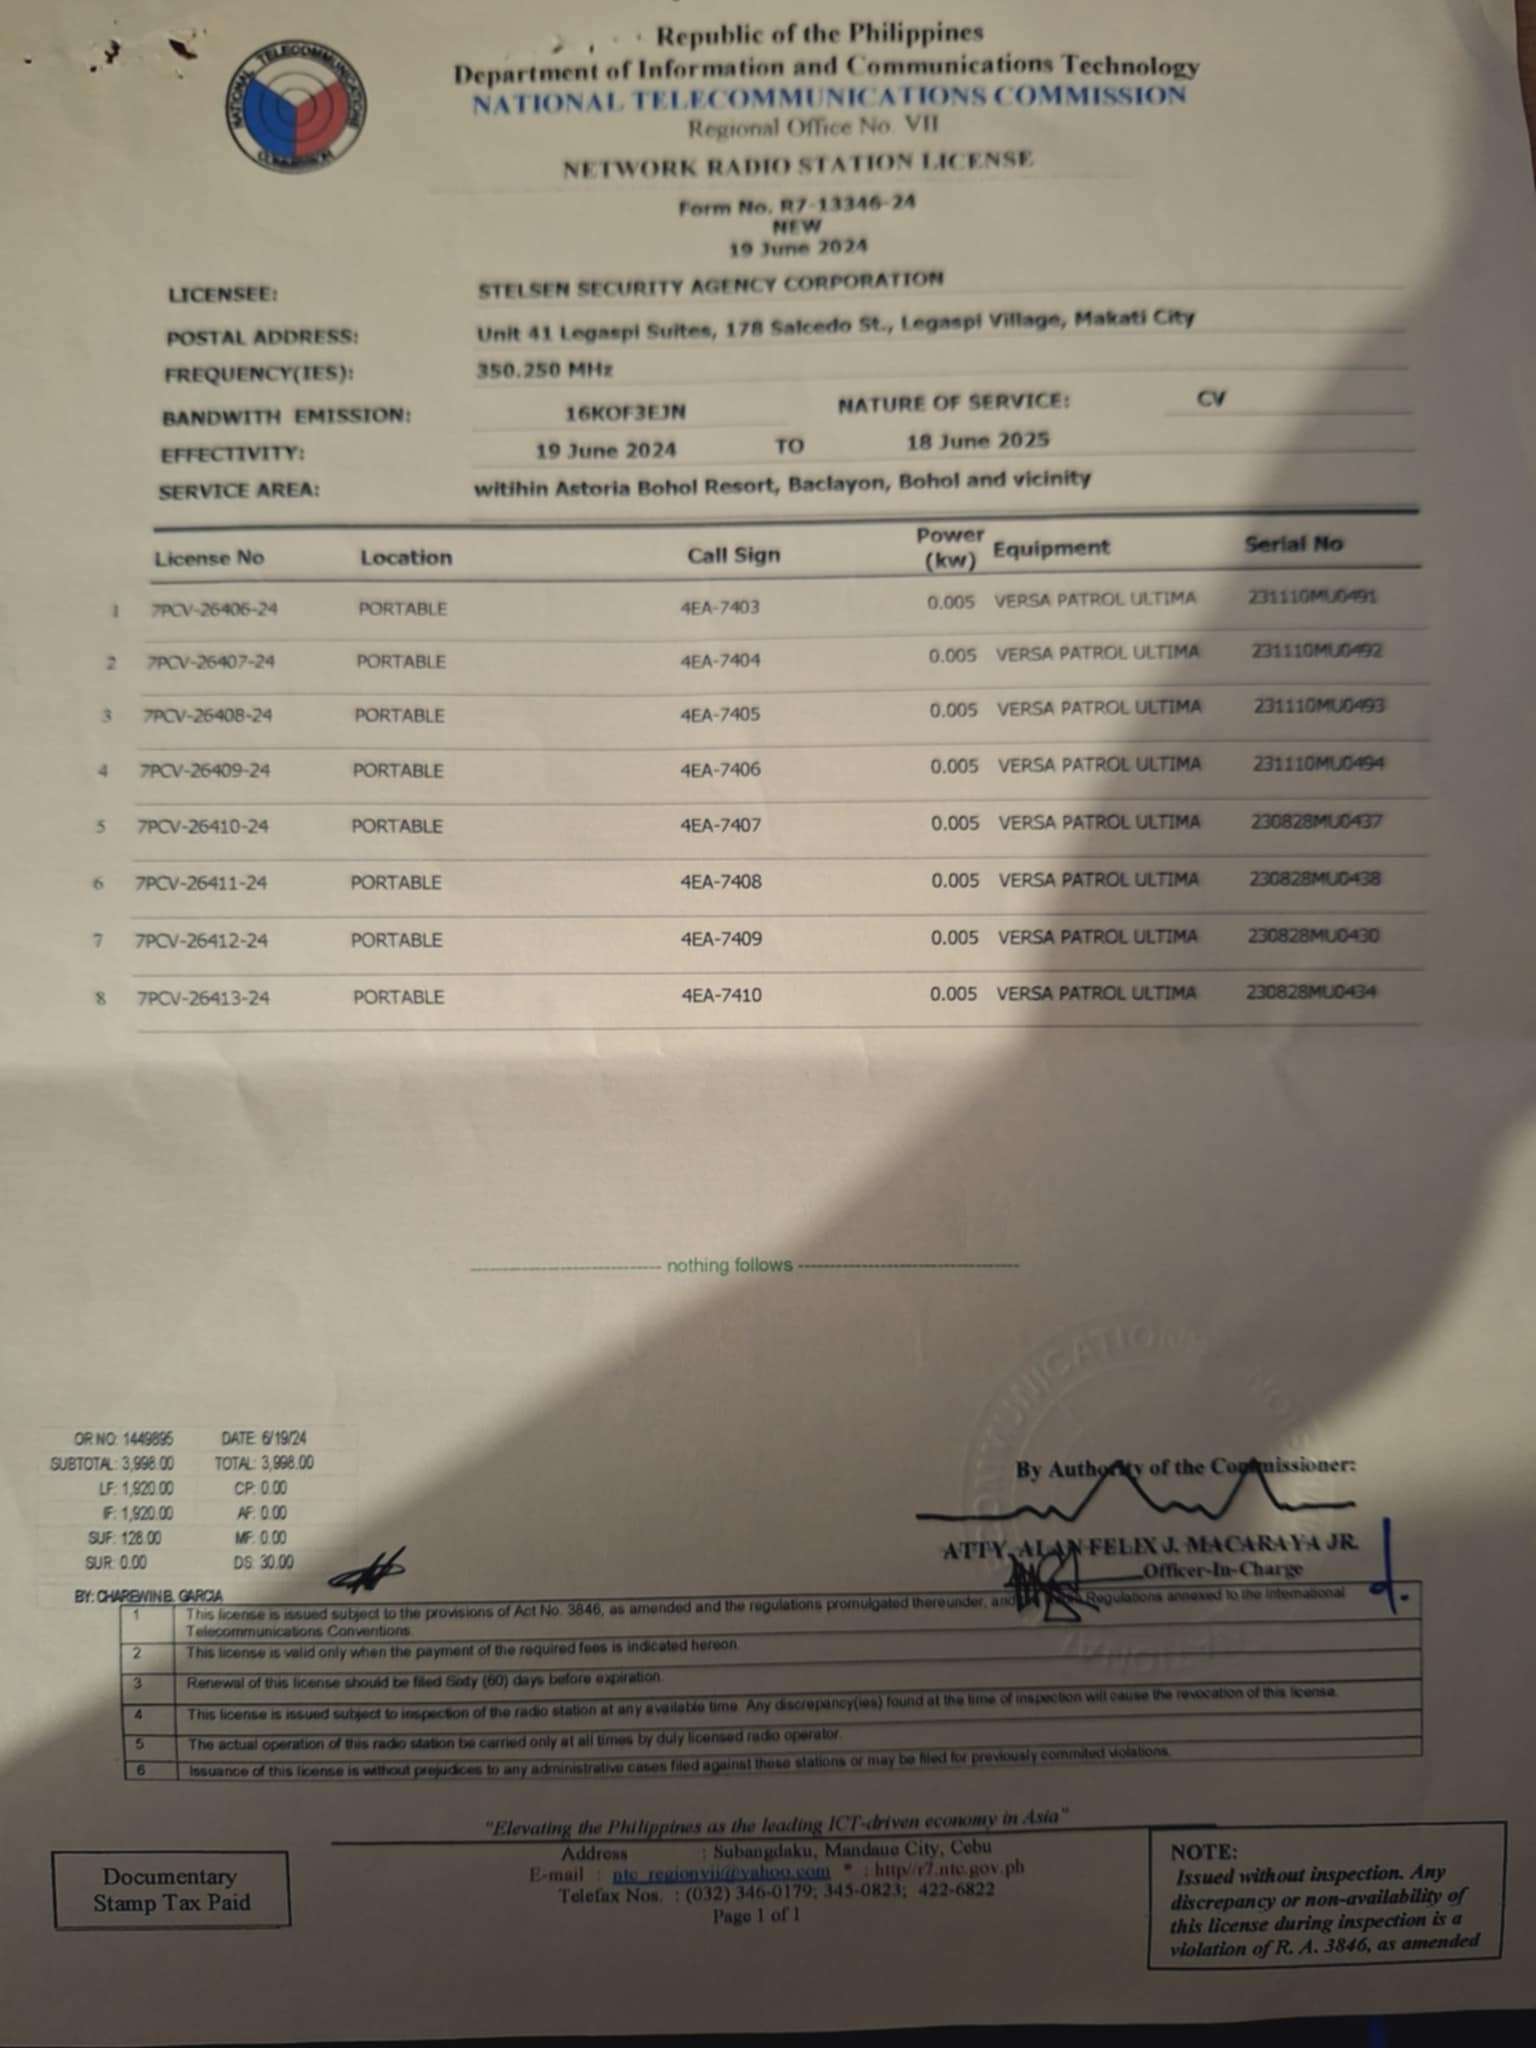 NATIONAL TELECOMMUNICATIONS COMMISSION
Republic of the Philippines
Department of Information and Communications Technology
NATIONAL TELECOMMUNICATIONS COMMISSION
Regional Office No. VII
NETWORK RADIO STATION LICENSE
Form No. R7-13346-24
NEW
19 June 2024
LICENSEE: STELSEN SECURITY AGENCY CORPORATION
POSTAL ADDRESS: Unit 41 Legaspi Suites, 178 Salcedo St., Legaspi Village, Makati City
FREQUENCY(IES): 350.250 MHz
BANDWITH EMISSION: 16KOF3EJN NATURE OF SERVICE: CV
EFFECTIVITY: 19 June 2024 TO 18 June 2025
SERVICE AREA: witihin Astoria Bohol Resort, Baclayon, Bohol and vicinity
License No Location Call Sign Power (kw) Equipment Serial No
1 7PCV-26406-24 PORTABLE 4EA-7403 0.005 VERSA PATROL ULTIMA 231110MU0491
2 7PCV-26407-24 PORTABLE 4EA-7404 0.005 VERSA PATROL ULTIMA 231110MU0492
3 7PCV-26408-24 PORTABLE 4EA-7405 0.005 VERSA PATROL ULTIMA 231110MU0493
4 7PCV-26409-24 PORTABLE 4EA-7406 0.005 VERSA PATROL ULTIMA 231110MU0494
5 7PCV-26410-24 PORTABLE 4EA-7407 0.005 VERSA PATROL ULTIMA 230828MU0437
6 7PCV-26411-24 PORTABLE 4EA-7408 0.005 VERSA PATROL ULTIMA 230828MU0438
7 7PCV-26412-24 PORTABLE 4EA-7409 0.005 VERSA PATROL ULTIMA 230828MU0430
8 7PCV-26413-24 PORTABLE 4EA-7410 0.005 VERSA PATROL ULTIMA 230828MU0434
nothing follows
OR NO: 1449895 DATE: 6/19/24
SUBTOTAL: 3,998.00 TOTAL: 3,998.00
LF: 1,920.00 CP: 0.00
IF: 1,920.00 AF: 0.00
SUF: 128.00 MF: 0.00
SUR: 0.00 DS: 30.00
BY: CHAREWIN B. GARCIA
By Authority of the Commissioner:
ATTY. ALAN FELIX J. MACARAYA JR.
Officer-In-Charge
1 This license is issued subject to the provisions of Act No. 3846, as amended and the regulations promulgated thereunder, and Regulations annexed to the International
Telecommunications Conventions.
2 This license is valid only when the payment of the required fees is indicated hereon.
3 Renewal of this license should be filed Sixty (60) days before expiration.
4 This license is issued subject to inspection of the radio station at any available time. Any discrepancy(ies) found at the time of inspection will cause the revocation of this license.
5 The actual operation of this radio station be carried only at all times by duly licensed radio operator.
6 Issuance of this license is without prejudices to any administrative cases filed against these stations or may be filed for previously commited violations.
"Elevating the Philippines as the leading ICT-driven economy in Asia"
Address : Subangdaku, Mandaue City, Cebu
E-mail : ntc_regionvii@yahoo.com * : http//r7.ntc.gov.ph
Telefax Nos. : (032) 346-0179; 345-0823; 422-6822
Page 1 of 1
Documentary
Stamp Tax Paid
NOTE:
Issued without inspection. Any
discrepancy or non-availability of
this license during inspection is a
violation of R. A. 3846, as amended